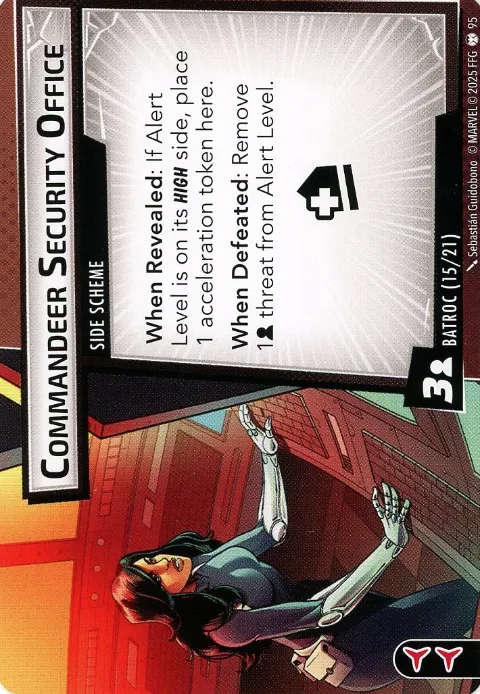 COMMANDEER SECURITY OFFICE
SIDE SCHEME
When Revealed: If Alert
Level is on its HIGH side, place
1 acceleration token here.
When Defeated: Remove
1 threat from Alert Level.
3
BATROC (15/21)
Sebastián Guidobono © MARVEL © 2025 FFG 95